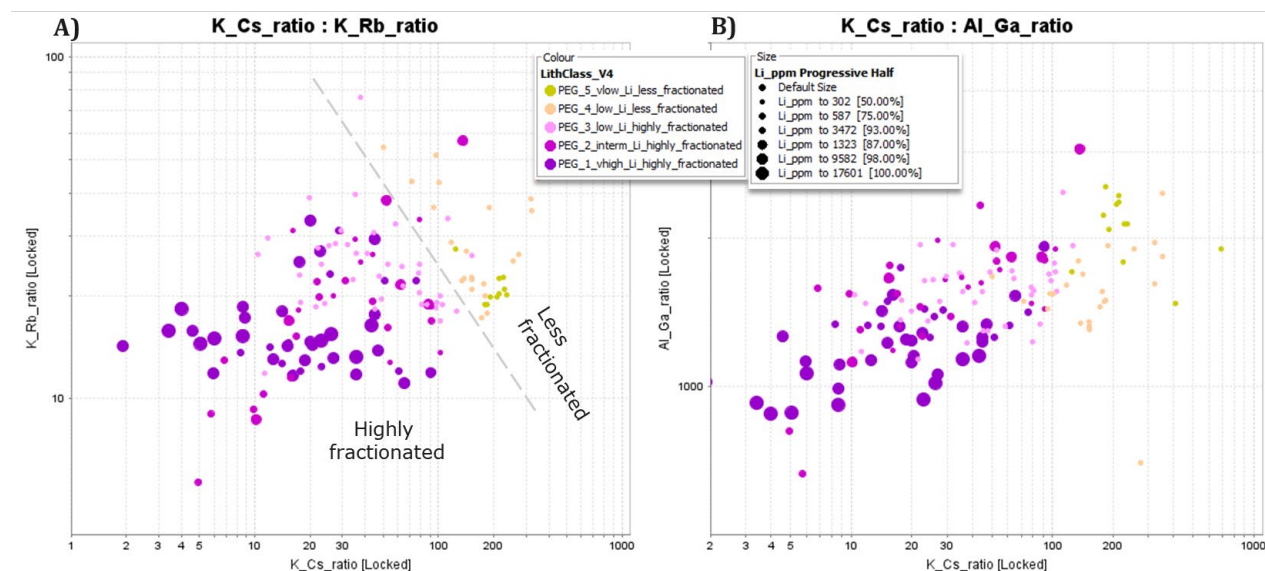 A)
K_Cs_ratio : K_Rb_ratio
B)
K_Cs_ratio : Al_Ga_ratio
Colour
LithClass_V4
PEG_5_vlow_Li_less_fractionated
PEG_4_low_Li_less_fractionated
PEG_3_low_Li_highly_fractionated
PEG_2_interm_Li_highly_fractionated
PEG_1_vhigh_Li_highly_fractionated
Size
Li_ppm Progressive Half
Default Size
Li_ppm to 302 [50.00%]
Li_ppm to 587 [75.00%]
Li_ppm to 3472 [93.00%]
Li_ppm to 1323 [87.00%]
Li_ppm to 9582 [98.00%]
Li_ppm to 17601 [100.00%]
K_Rb_ratio [Locked]
100
10
Less
fractionated
Highly
fractionated
1 2 3 4 5 10 20 30 100 200 1000
K_Cs_ratio [Locked]
Al_Ga_ratio [Locked]
1000
2 3 4 5 10 20 30 100 200 1000
K_Cs_ratio [Locked]